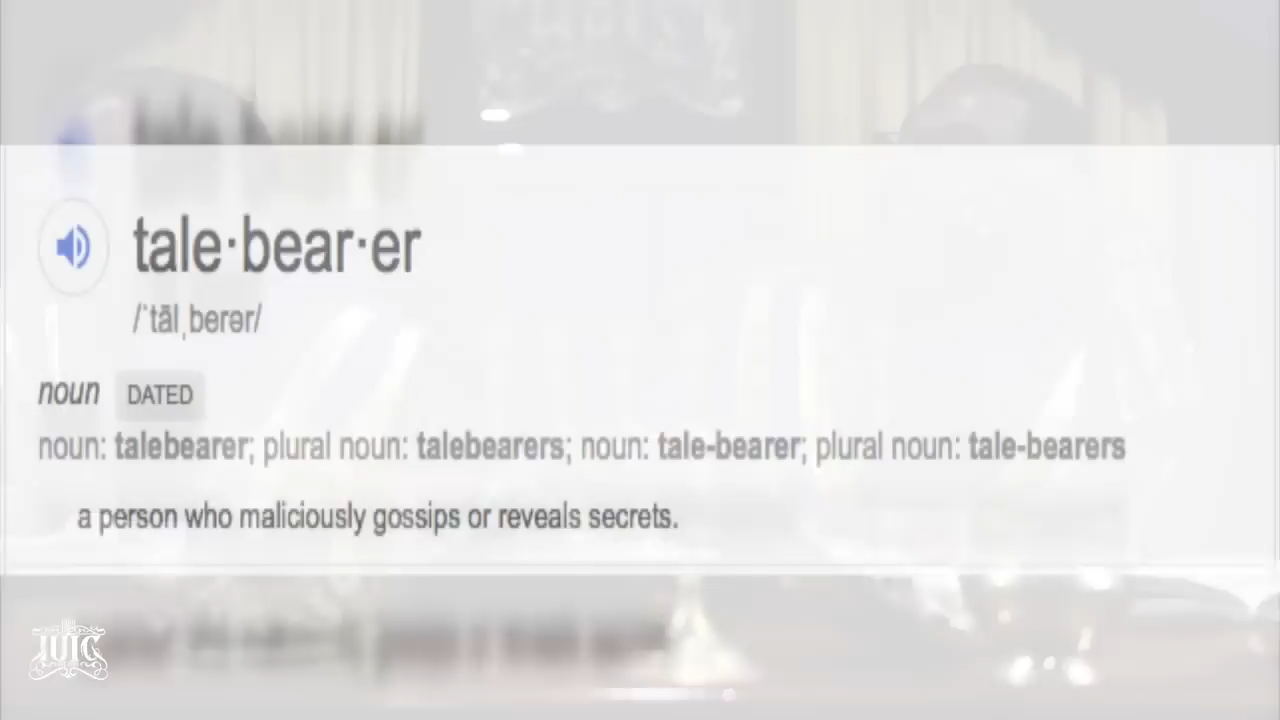 tale·bear·er
/ˈtālˌberər/
noun DATED
noun: talebearer; plural noun: talebearers; noun: tale-bearer; plural noun: tale-bearers
a person who maliciously gossips or reveals secrets.
IUIC